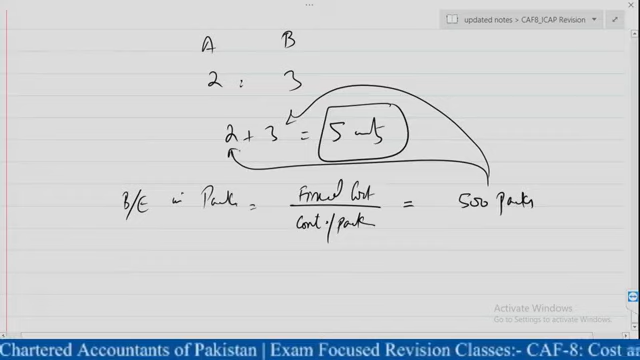 updated notes > CAF8_ICAP Revision
A B
2 : 3
2 + 3 = 5 units
B/E in Packs = Fixed Cost / Cont./pack = 500 Packs
Activate Windows
Go to Settings to activate Windows.
Chartered Accountants of Pakistan | Exam Focused Revision Classes:- CAF-8: Cost an